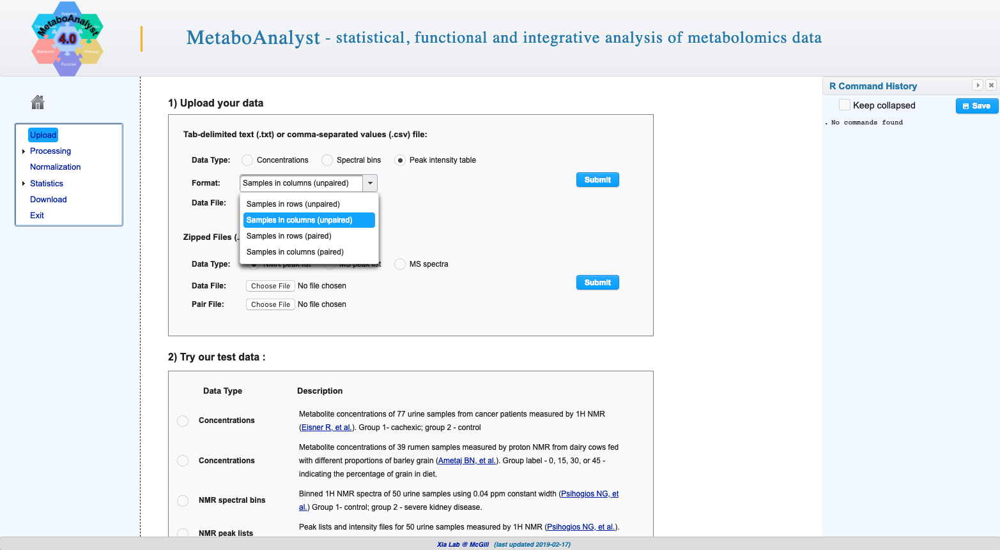 Statistics
MetaboAnalyst
4.0
Biomarker
Pathway
Function
MetaboAnalyst - statistical, functional and integrative analysis of metabolomics data
Upload
Processing
Normalization
Statistics
Download
Exit
1) Upload your data
Tab-delimited text (.txt) or comma-separated values (.csv) file:
Data Type: Concentrations Spectral bins Peak intensity table
Format: Samples in columns (unpaired) Submit
Data File:
Samples in rows (unpaired)
Samples in columns (unpaired)
Samples in rows (paired)
Samples in columns (paired)
Zipped Files (.
Data Type: NMR peak list MS peak list MS spectra
Data File: Choose File No file chosen Submit
Pair File: Choose File No file chosen
2) Try our test data :
Data Type Description
Concentrations
Metabolite concentrations of 77 urine samples from cancer patients measured by 1H NMR
(Eisner R, et al.). Group 1- cachexic; group 2 - control
Concentrations
Metabolite concentrations of 39 rumen samples measured by proton NMR from dairy cows fed
with different proportions of barley grain (Ametaj BN, et al.). Group label - 0, 15, 30, or 45 -
indicating the percentage of grain in diet.
NMR spectral bins
Binned 1H NMR spectra of 50 urine samples using 0.04 ppm constant width (Psihogios NG, et
al.) Group 1- control; group 2 - severe kidney disease.
NMR peak lists
Peak lists and intensity files for 50 urine samples measured by 1H NMR (Psihogios NG, et al.).
R Command History
Keep collapsed Save
. No commands found
Xia Lab @ McGill (last updated 2019-02-17)